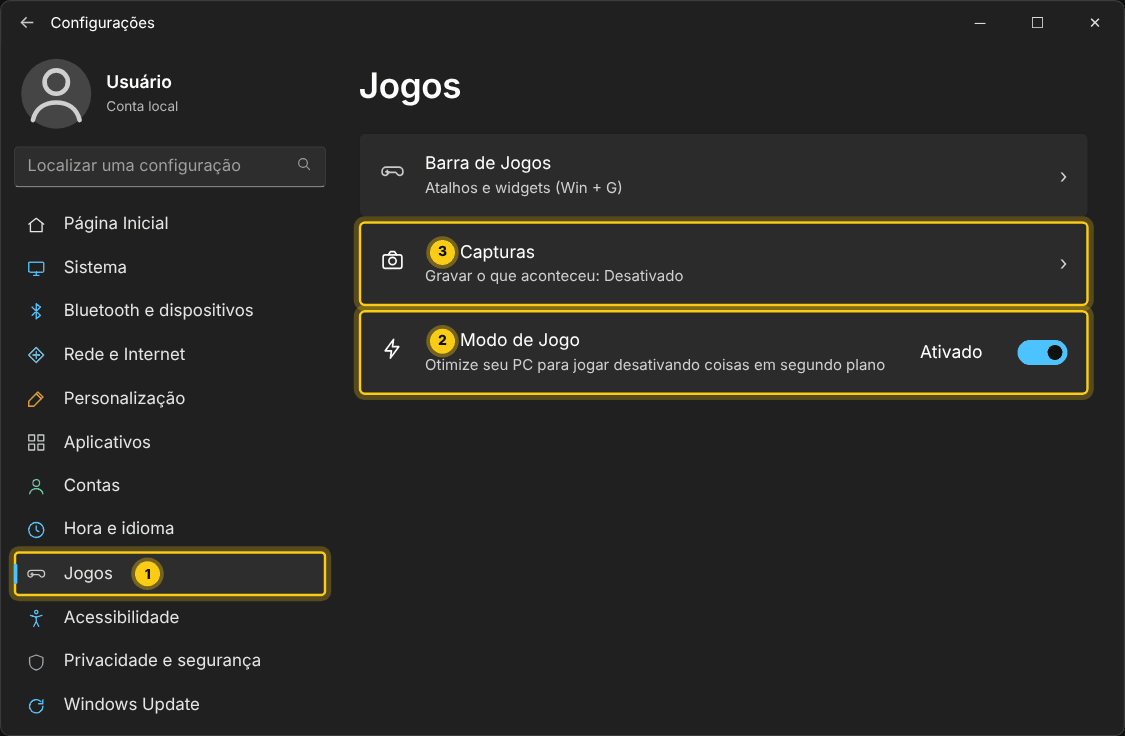 Configurações
Usuário
Conta local
Localizar uma configuração
Página Inicial
Sistema
Bluetooth e dispositivos
Rede e Internet
Personalização
Aplicativos
Contas
Hora e idioma
Jogos 1
Acessibilidade
Privacidade e segurança
Windows Update
Jogos
Barra de Jogos
Atalhos e widgets (Win + G)
3 Capturas
Gravar o que aconteceu: Desativado
2 Modo de Jogo
Otimize seu PC para jogar desativando coisas em segundo plano
Ativado